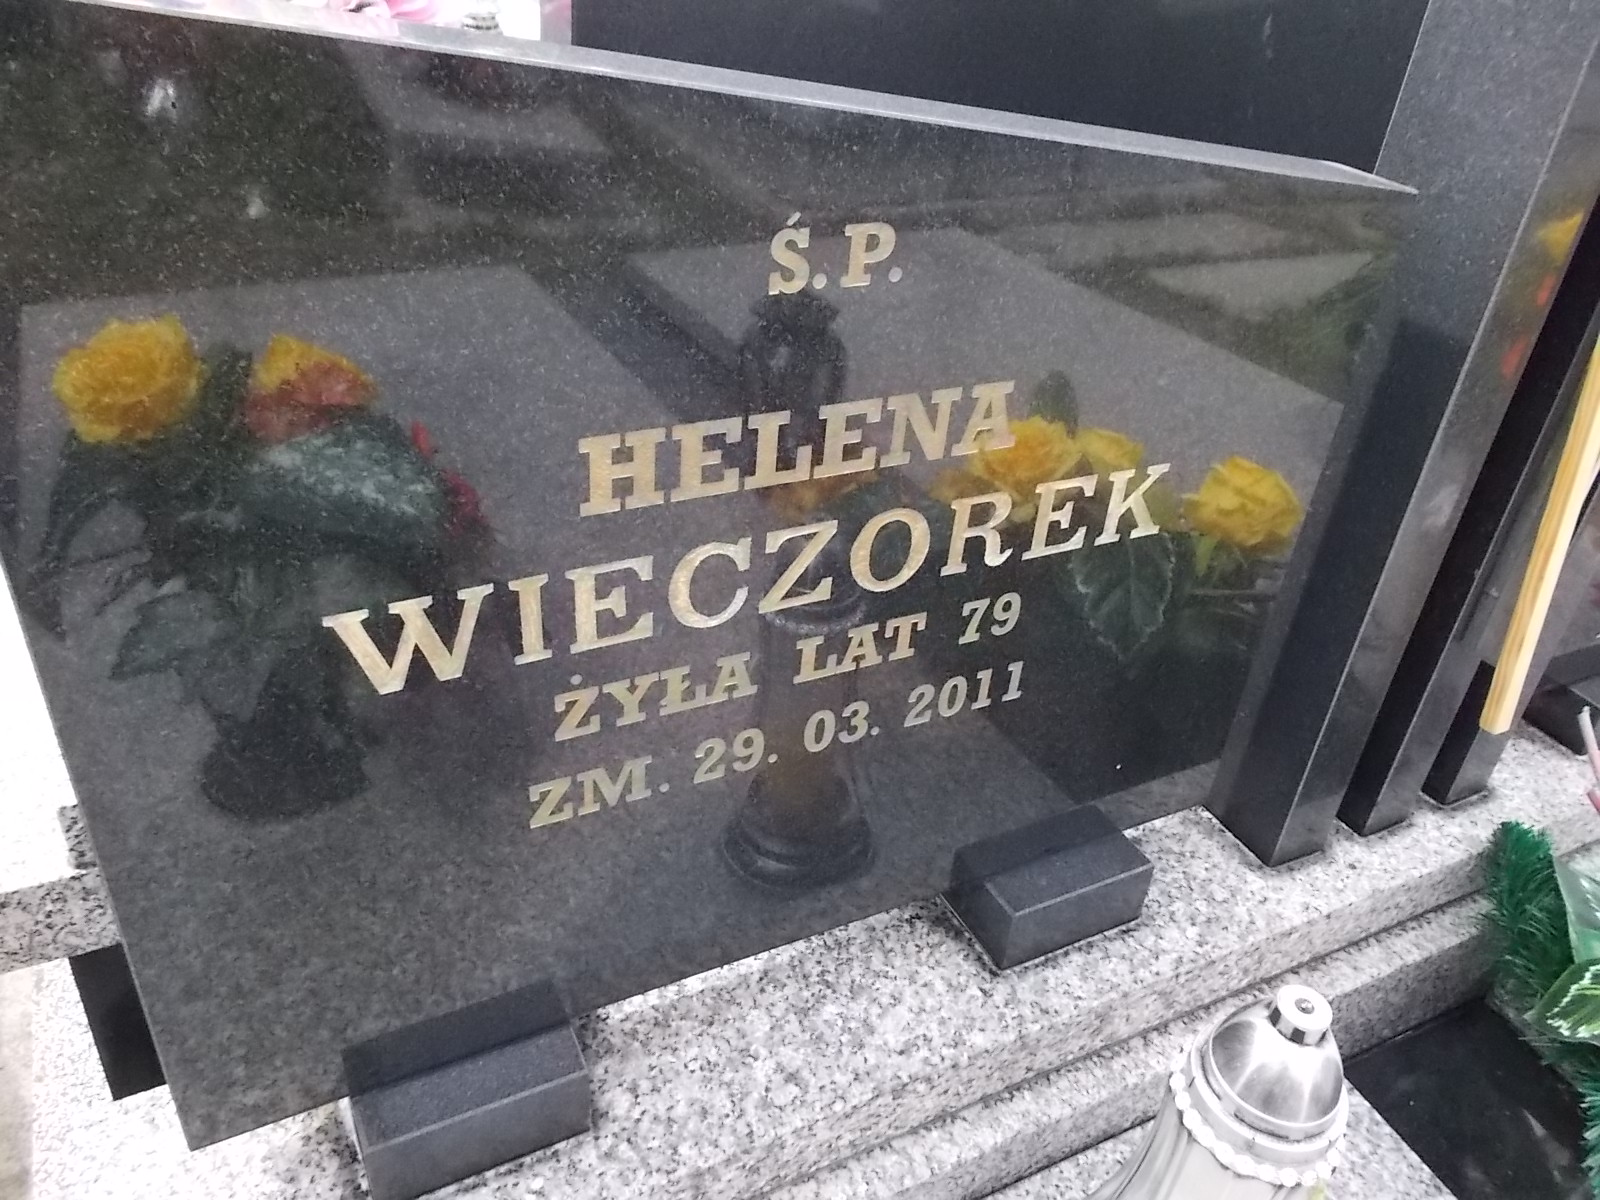 Ś. P.
HELENA
WIECZOREK
ŻYŁA LAT 79
ZM. 29. 03. 2011